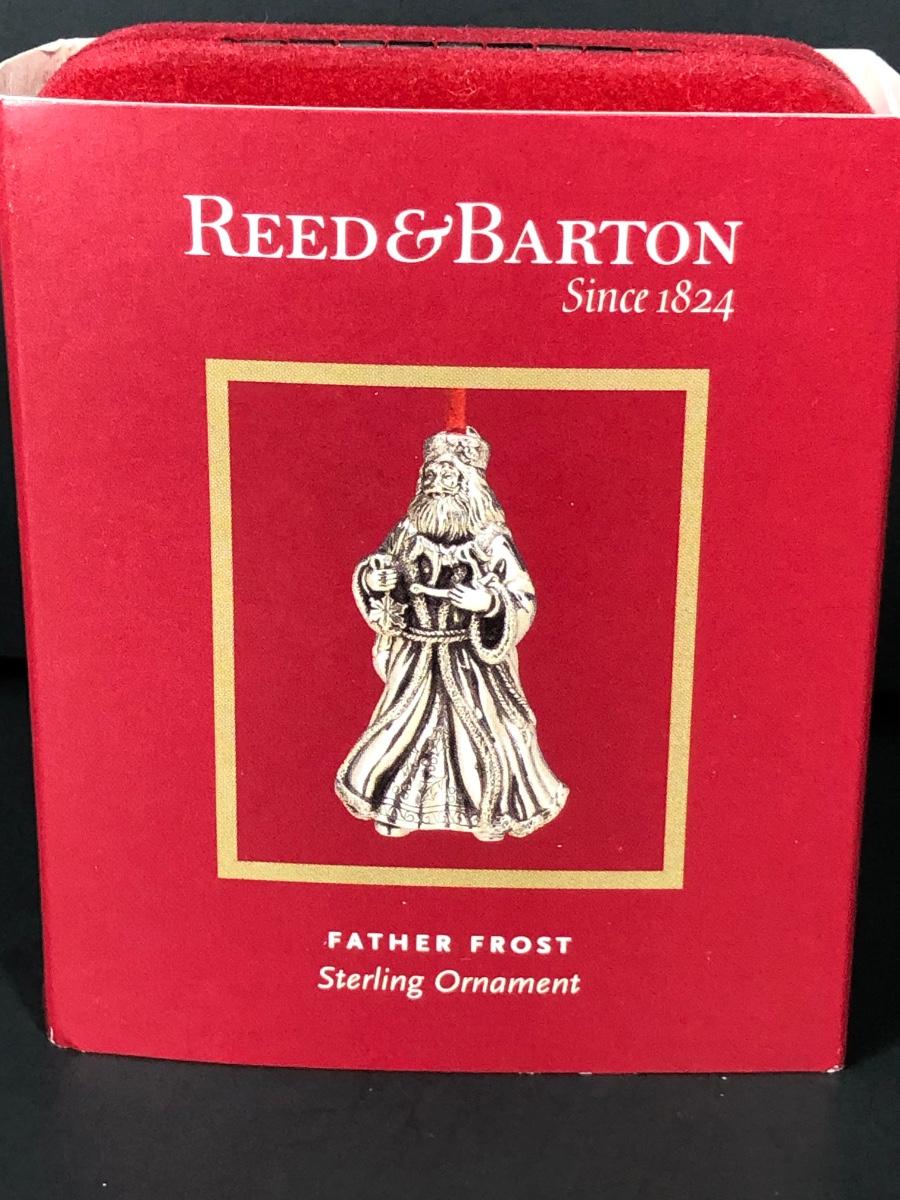 REED & BARTON
Since 1824
FATHER FROST
Sterling Ornament